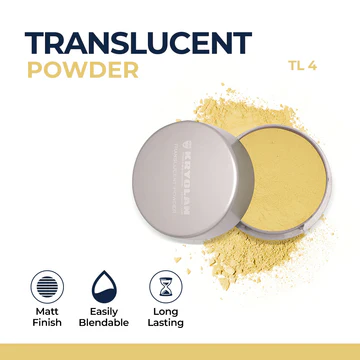 TRANSLUCENT
POWDER
TL 4
KRYOLAN
Matt
Finish
Easily
Blendable
Long
Lasting